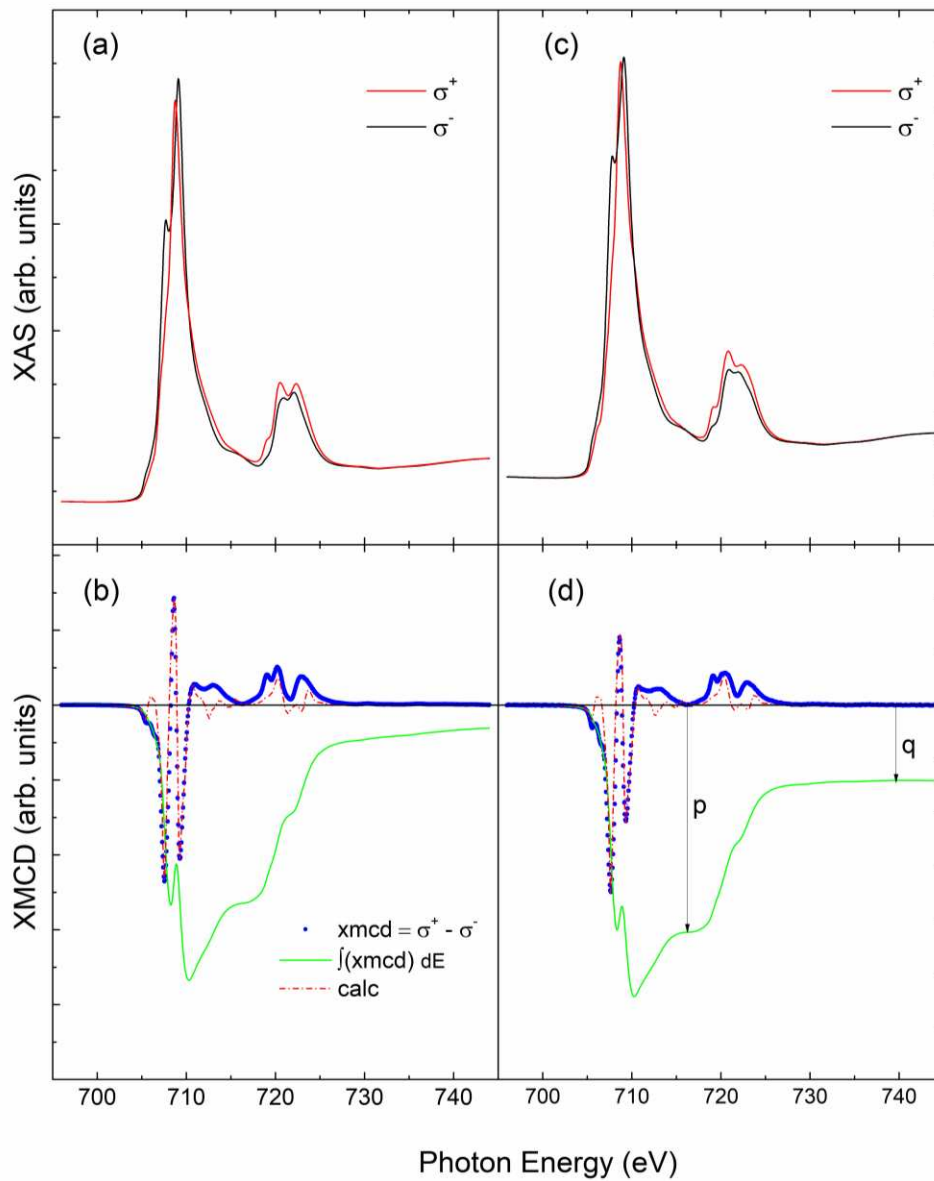 (a)
σ⁺
σ⁻
(c)
σ⁺
σ⁻
XAS (arb. units)
(b)
xmcd = σ⁺ - σ⁻
∫(xmcd) dE
calc
(d)
p
q
XMCD (arb. units)
700 710 720 730 740
700 710 720 730 740
Photon Energy (eV)